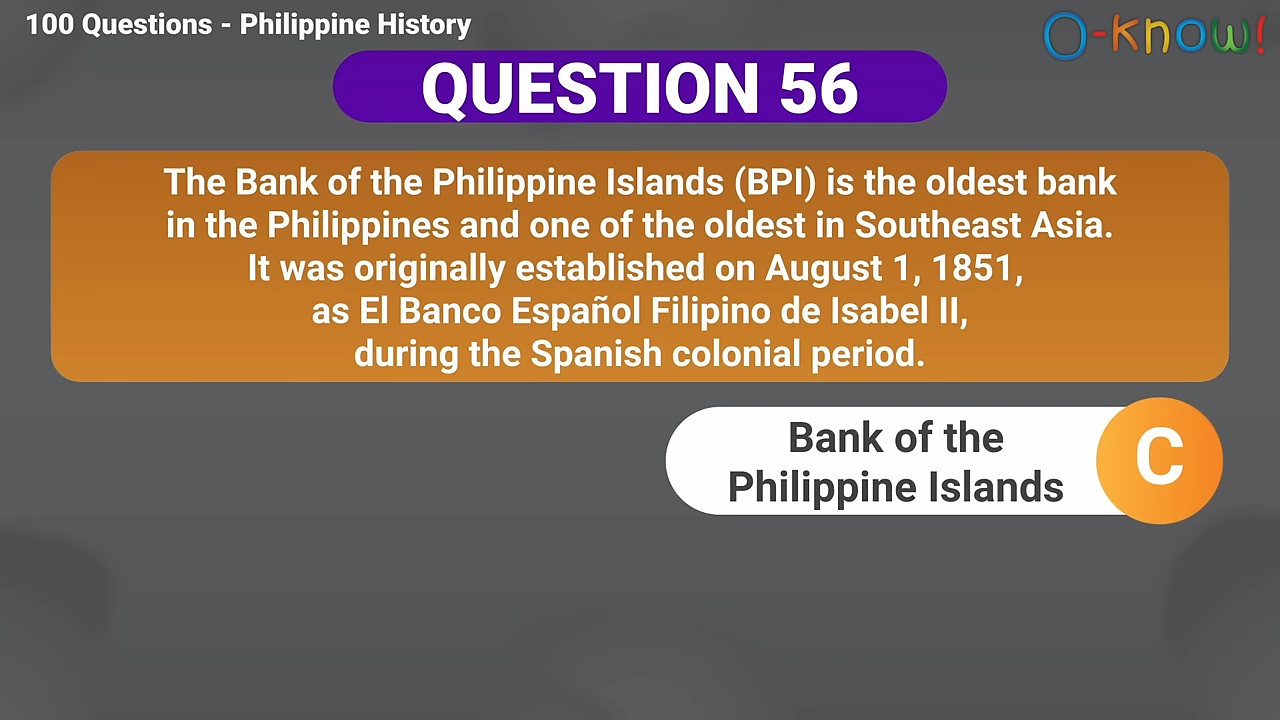 100 Questions - Philippine History
O-know!
QUESTION 56
The Bank of the Philippine Islands (BPI) is the oldest bank
in the Philippines and one of the oldest in Southeast Asia.
It was originally established on August 1, 1851,
as El Banco Español Filipino de Isabel II,
during the Spanish colonial period.
Bank of the
Philippine Islands
C